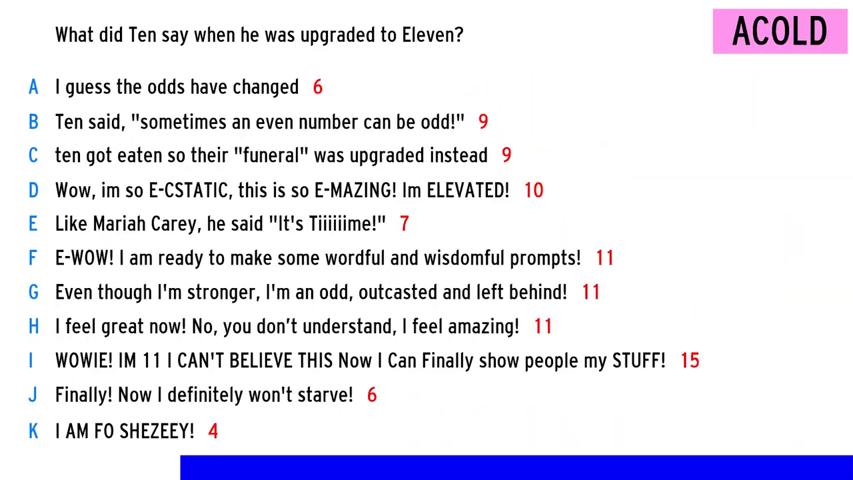 What did Ten say when he was upgraded to Eleven?
ACOLD
A I guess the odds have changed 6
B Ten said, "sometimes an even number can be odd!" 9
C ten got eaten so their "funeral" was upgraded instead 9
D Wow, im so E-CSTATIC, this is so E-MAZING! Im ELEVATED! 10
E Like Mariah Carey, he said "It's Tiiiiiime!" 7
F E-WOW! I am ready to make some wordful and wisdomful prompts! 11
G Even though I'm stronger, I'm an odd, outcasted and left behind! 11
H I feel great now! No, you don’t understand, I feel amazing! 11
I WOWIE! IM 11 I CAN'T BELIEVE THIS Now I Can Finally show people my STUFF! 15
J Finally! Now I definitely won't starve! 6
K I AM FO SHEZEEY! 4